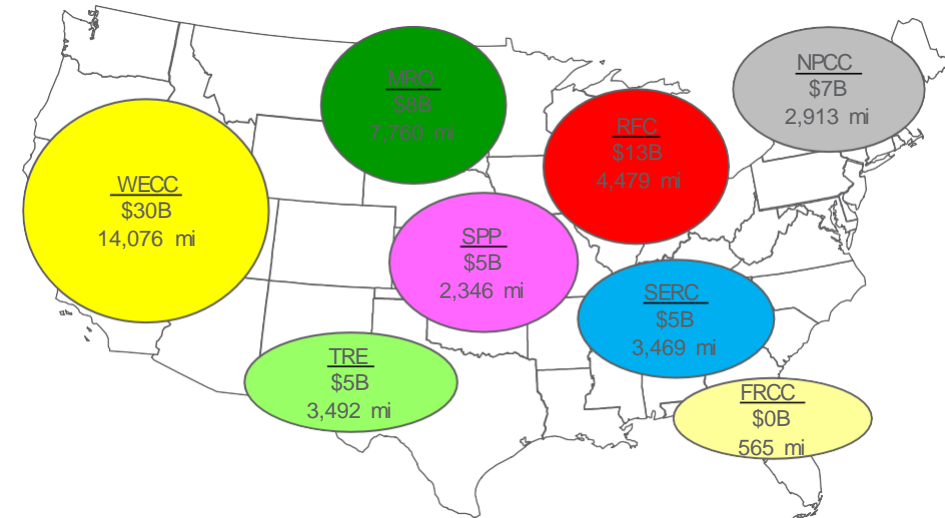 MRO
$8B
7,760 mi
NPCC
$7B
2,913 mi
RFC
$13B
4,479 mi
WECC
$30B
14,076 mi
SPP
$5B
2,346 mi
SERC
$5B
3,469 mi
TRE
$5B
3,492 mi
FRCC
$0B
565 mi